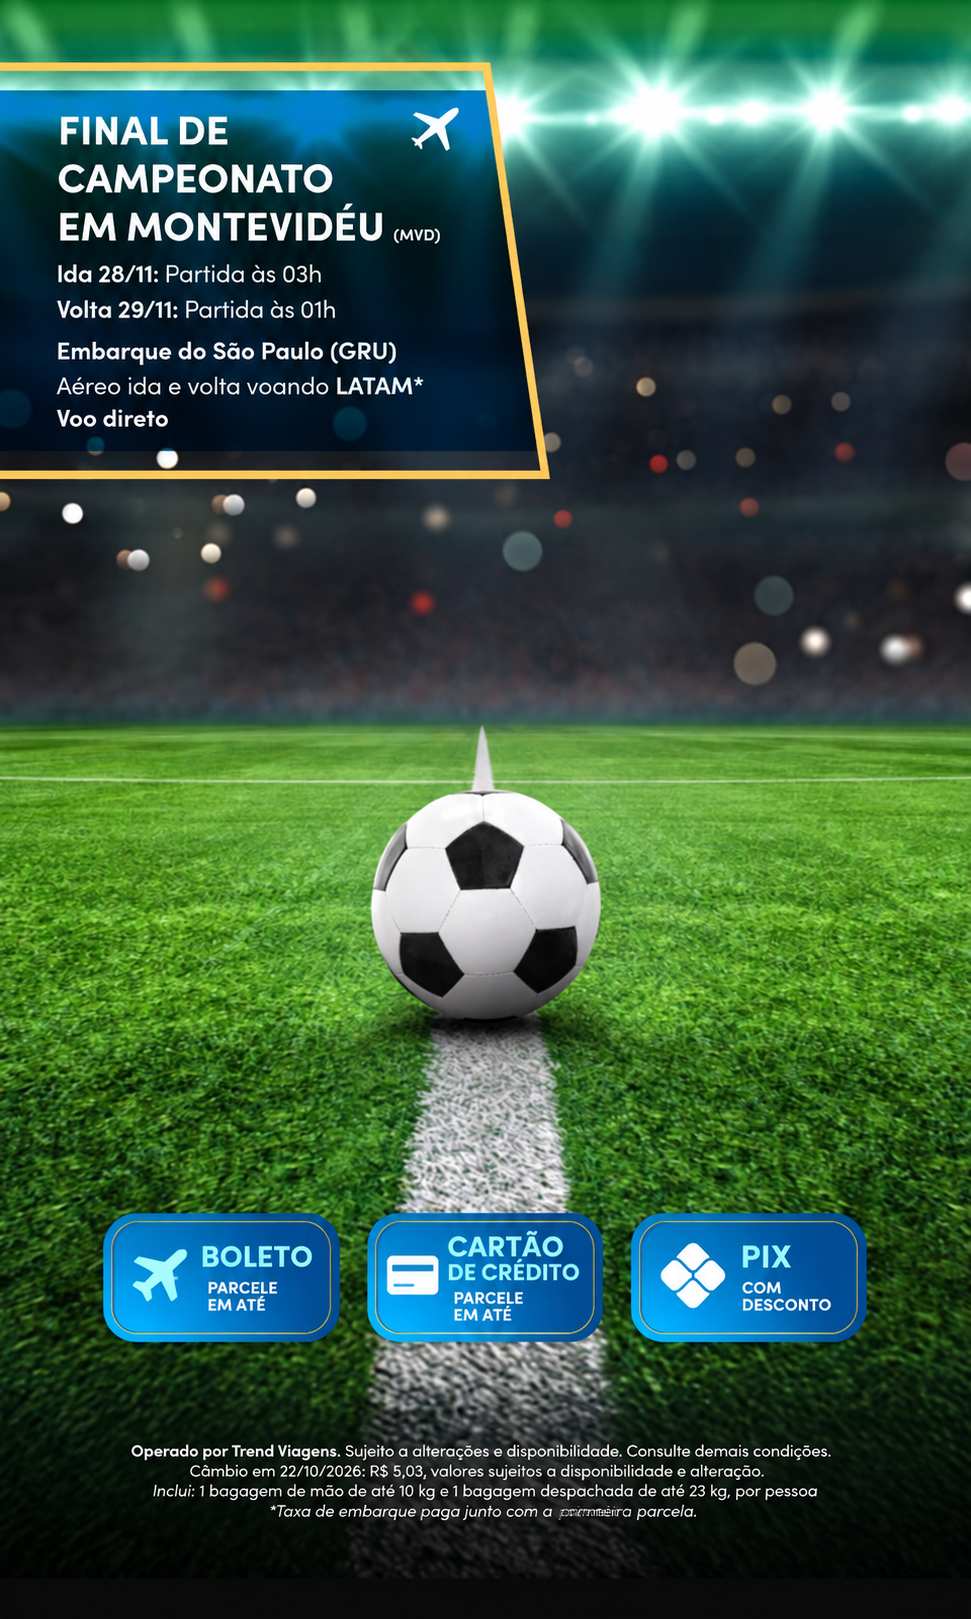 FINAL DE
CAMPEONATO
EM MONTEVIDÉU (MVD)
Ida 28/11: Partida às 03h
Volta 29/11: Partida às 01h
Embarque do São Paulo (GRU)
Aéreo ida e volta voando LATAM*
Voo direto
BOLETO
PARCELE
EM ATÉ
CARTÃO
DE CRÉDITO
PARCELE
EM ATÉ
PIX
COM
DESCONTO
Operado por Trend Viagens. Sujeito a alterações e disponibilidade. Consulte demais condições.
Câmbio em 22/10/2026: R$ 5,03, valores sujeitos a disponibilidade e alteração.
Inclui: 1 bagagem de mão de até 10 kg e 1 bagagem despachada de até 23 kg, por pessoa
*Taxa de embarque paga junto com a parcela.